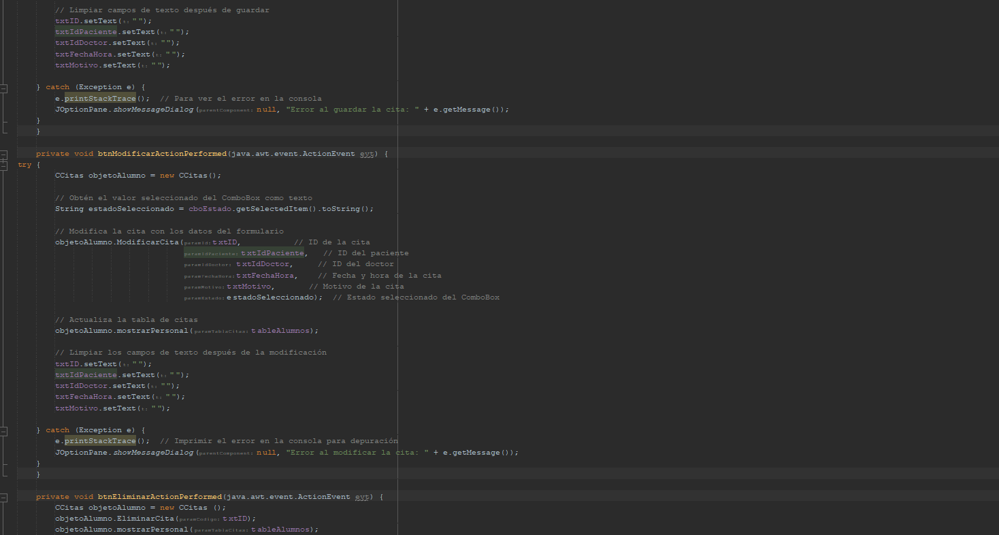 // Limpiar campos de texto después de guardar
txtID.setText(t: "");
txtIdPaciente.setText(t: "");
txtIdDoctor.setText(t: "");
txtFechaHora.setText(t: "");
txtMotivo.setText(t: "");
} catch (Exception e) {
e.printStackTrace();  // Para ver el error en la consola
JOptionPane.showMessageDialog(parentComponent: null, "Error al guardar la cita: " + e.getMessage());
}
}
private void btnModificarActionPerformed(java.awt.event.ActionEvent evt) {
try {
CCitas objetoAlumno = new CCitas();
// Obtén el valor seleccionado del ComboBox como texto
String estadoSeleccionado = cboEstado.getSelectedItem().toString();
// Modifica la cita con los datos del formulario
objetoAlumno.ModificarCita(paramId: txtID,           // ID de la cita
paramIdPaciente: txtIdPaciente,   // ID del paciente
paramIdDoctor: txtIdDoctor,     // ID del doctor
paramFechaHora: txtFechaHora,    // Fecha y hora de la cita
paramMotivo: txtMotivo,       // Motivo de la cita
paramEstado: estadoSeleccionado);  // Estado seleccionado del ComboBox
// Actualiza la tabla de citas
objetoAlumno.mostrarPersonal(paramTablaCitas: tableAlumnos);
// Limpiar los campos de texto después de la modificación
txtID.setText(t: "");
txtIdPaciente.setText(t: "");
txtIdDoctor.setText(t: "");
txtFechaHora.setText(t: "");
txtMotivo.setText(t: "");
} catch (Exception e) {
e.printStackTrace();  // Imprimir el error en la consola para depuración
JOptionPane.showMessageDialog(parentComponent: null, "Error al modificar la cita: " + e.getMessage());
}
}
private void btnEliminarActionPerformed(java.awt.event.ActionEvent evt) {
CCitas objetoAlumno = new CCitas ();
objetoAlumno.EliminarCita(paramCodigo: txtID);
objetoAlumno.mostrarPersonal(paramTablaCitas: tableAlumnos);